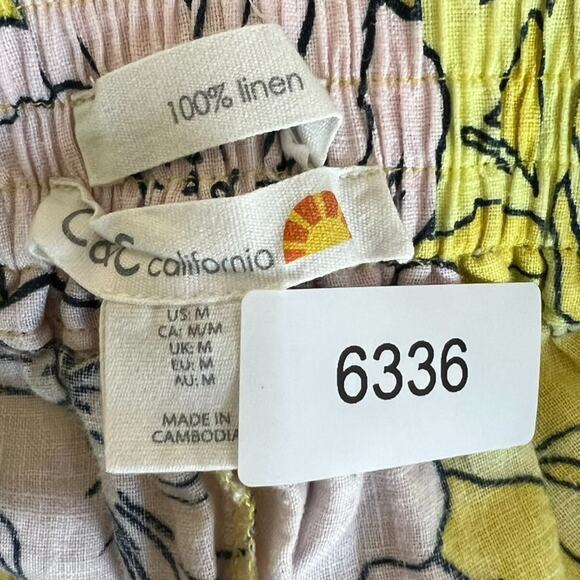 100% linen
C&C california
US: M
CA: M/M
UK: M
EU: M
AU: M
MADE IN
CAMBODIA
6336